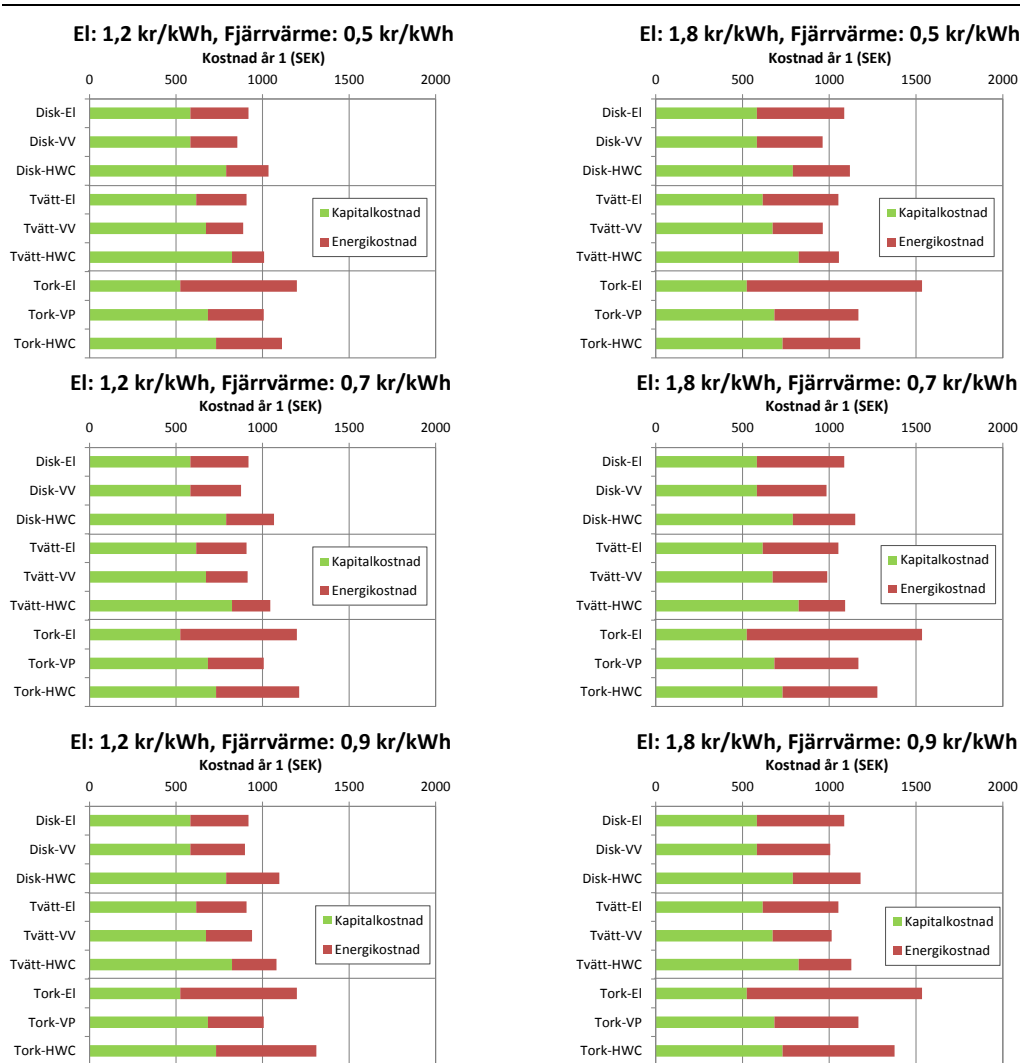 El: 1,2 kr/kWh, Fjärrvärme: 0,5 kr/kWh
Kostnad år 1 (SEK)
0 500 1000 1500 2000
Disk-El
Disk-VV
Disk-HWC
Tvätt-El
Tvätt-VV
Tvätt-HWC
Tork-El
Tork-VP
Tork-HWC
Kapitalkostnad
Energikostnad
El: 1,8 kr/kWh, Fjärrvärme: 0,5 kr/kWh
Kostnad år 1 (SEK)
0 500 1000 1500 2000
Disk-El
Disk-VV
Disk-HWC
Tvätt-El
Tvätt-VV
Tvätt-HWC
Tork-El
Tork-VP
Tork-HWC
Kapitalkostnad
Energikostnad
El: 1,2 kr/kWh, Fjärrvärme: 0,7 kr/kWh
Kostnad år 1 (SEK)
0 500 1000 1500 2000
Disk-El
Disk-VV
Disk-HWC
Tvätt-El
Tvätt-VV
Tvätt-HWC
Tork-El
Tork-VP
Tork-HWC
Kapitalkostnad
Energikostnad
El: 1,8 kr/kWh, Fjärrvärme: 0,7 kr/kWh
Kostnad år 1 (SEK)
0 500 1000 1500 2000
Disk-El
Disk-VV
Disk-HWC
Tvätt-El
Tvätt-VV
Tvätt-HWC
Tork-El
Tork-VP
Tork-HWC
Kapitalkostnad
Energikostnad
El: 1,2 kr/kWh, Fjärrvärme: 0,9 kr/kWh
Kostnad år 1 (SEK)
0 500 1000 1500 2000
Disk-El
Disk-VV
Disk-HWC
Tvätt-El
Tvätt-VV
Tvätt-HWC
Tork-El
Tork-VP
Tork-HWC
Kapitalkostnad
Energikostnad
El: 1,8 kr/kWh, Fjärrvärme: 0,9 kr/kWh
Kostnad år 1 (SEK)
0 500 1000 1500 2000
Disk-El
Disk-VV
Disk-HWC
Tvätt-El
Tvätt-VV
Tvätt-HWC
Tork-El
Tork-VP
Tork-HWC
Kapitalkostnad
Energikostnad